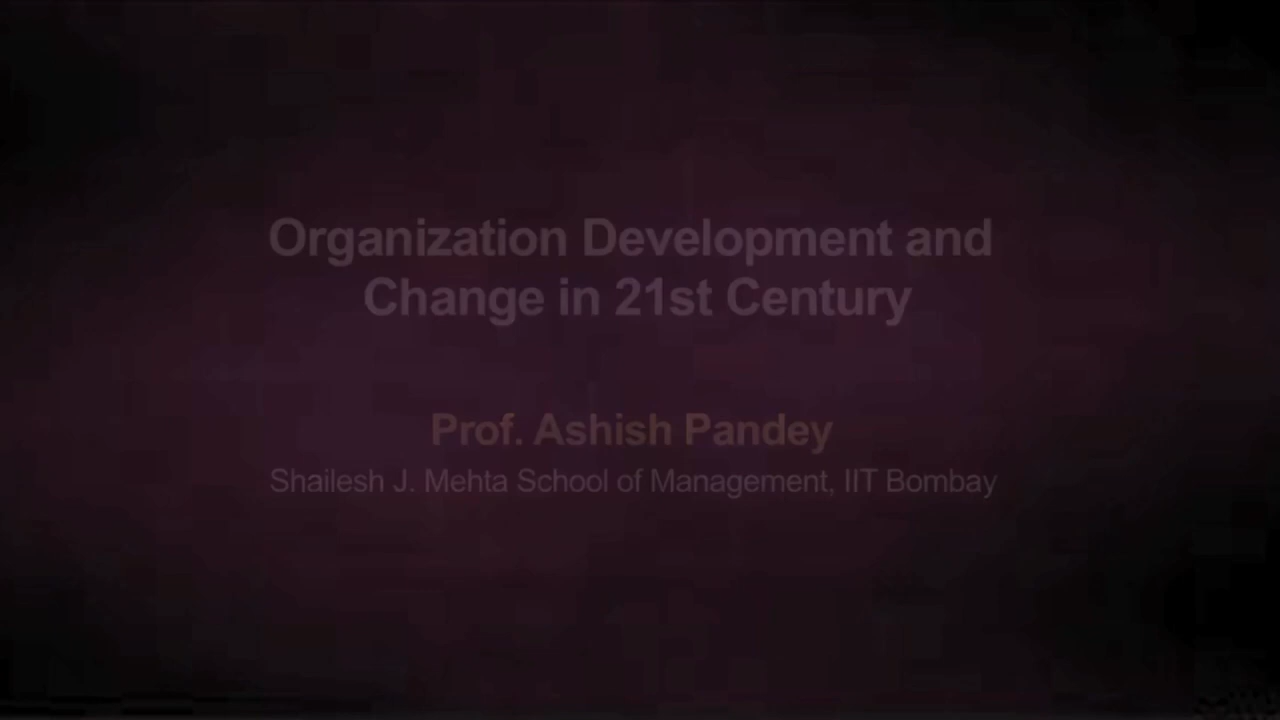 Organization Development and
Change in 21st Century
Prof. Ashish Pandey
Shailesh J. Mehta School of Management, IIT Bombay